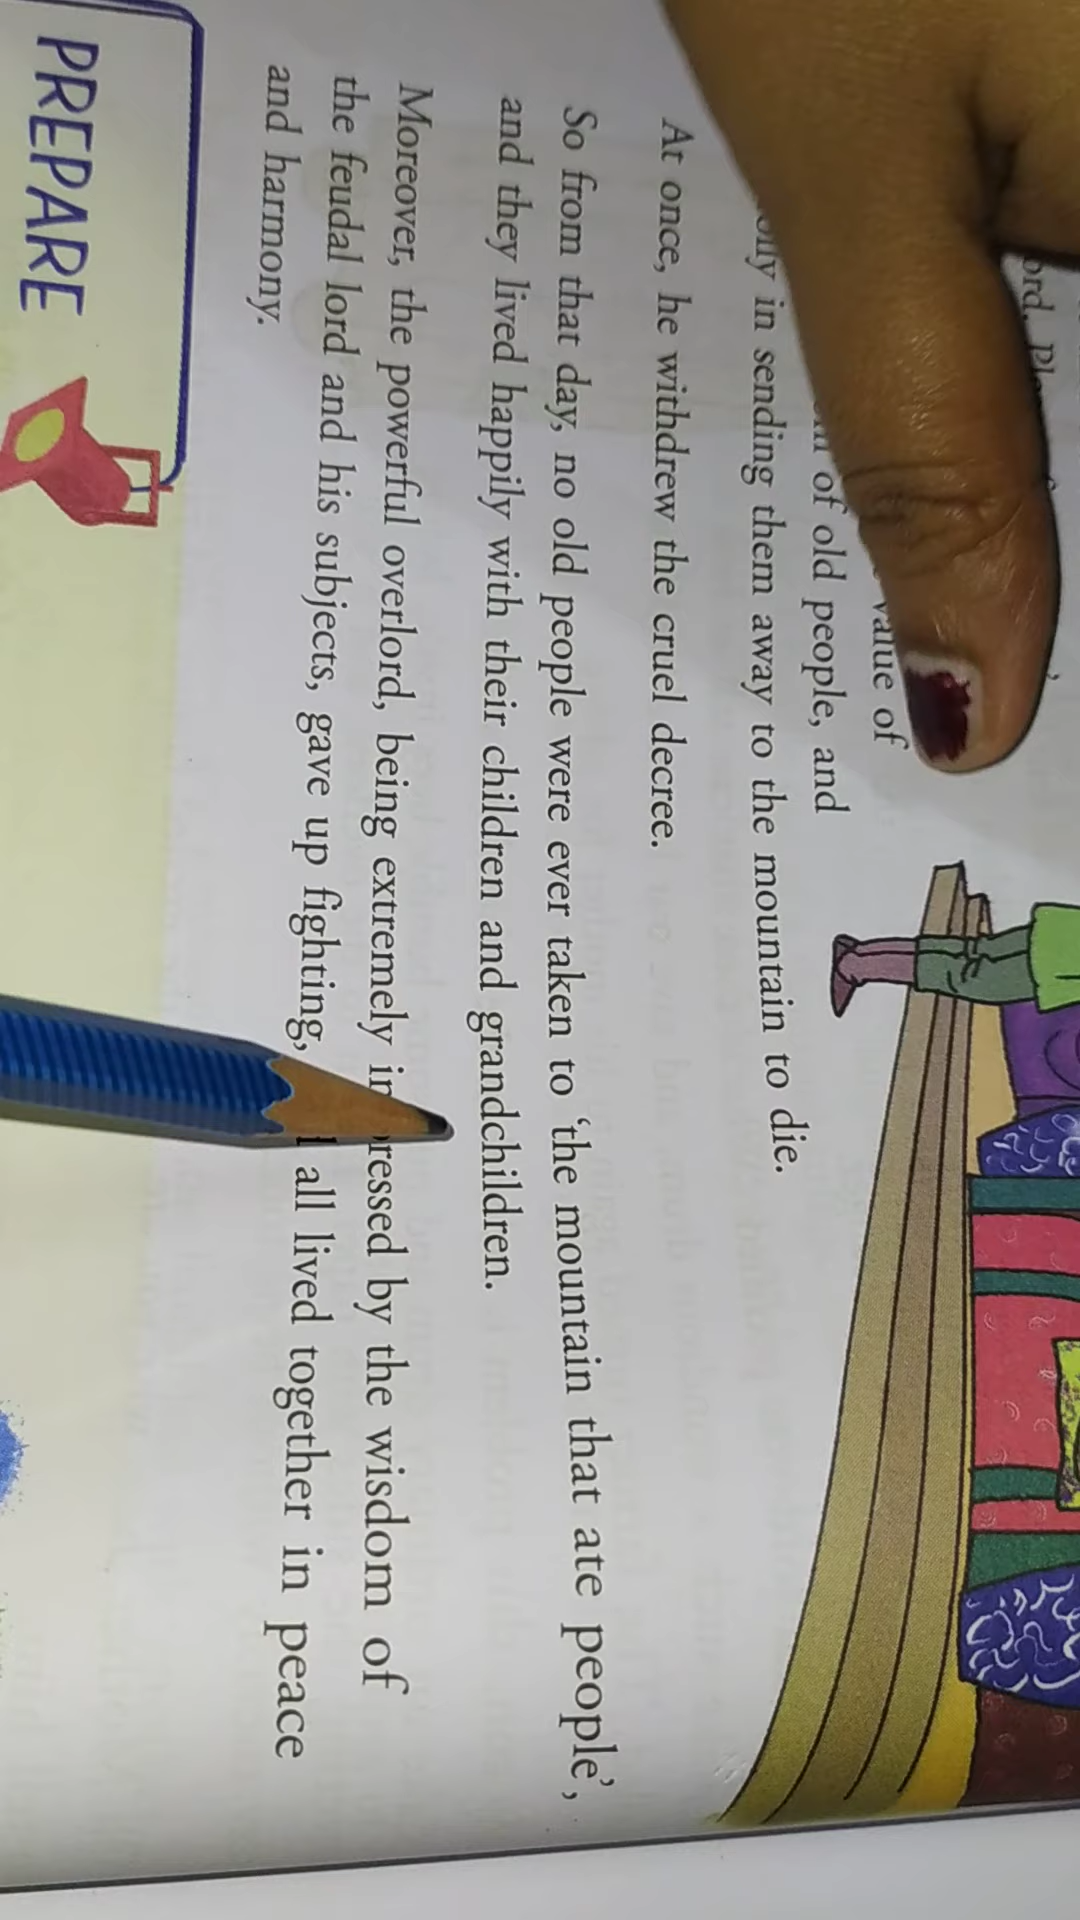 ord.
value of
of old people, and
in sending them away to the mountain to die.
At once, he withdrew the cruel decree.
So from that day, no old people were ever taken to ‘the mountain that ate people’,
and they lived happily with their children and grandchildren.
Moreover, the powerful overlord, being extremely by the wisdom of
the feudal lord and his subjects, gave up fighting, all lived together in peace
and harmony.
PREPARE